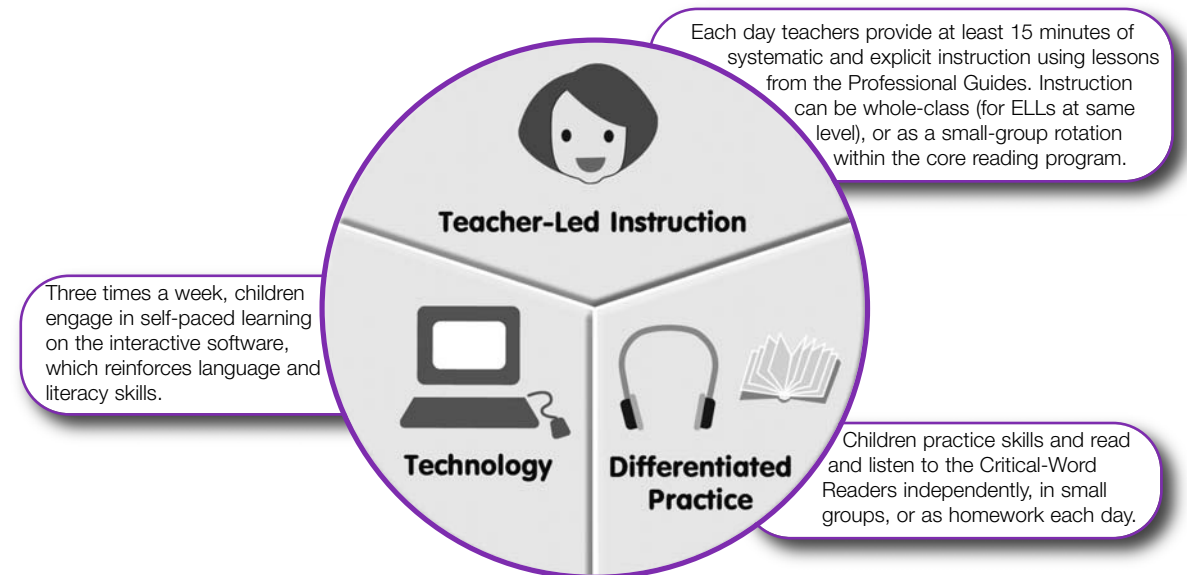 Each day teachers provide at least 15 minutes of
systematic and explicit instruction using lessons
from the Professional Guides. Instruction
can be whole-class (for ELLs at same
level), or as a small-group rotation
within the core reading program.
Teacher-Led Instruction
Three times a week, children
engage in self-paced learning
on the interactive software,
which reinforces language and
literacy skills.
Technology
Differentiated
Practice
Children practice skills and read
and listen to the Critical-Word
Readers independently, in small
groups, or as homework each day.